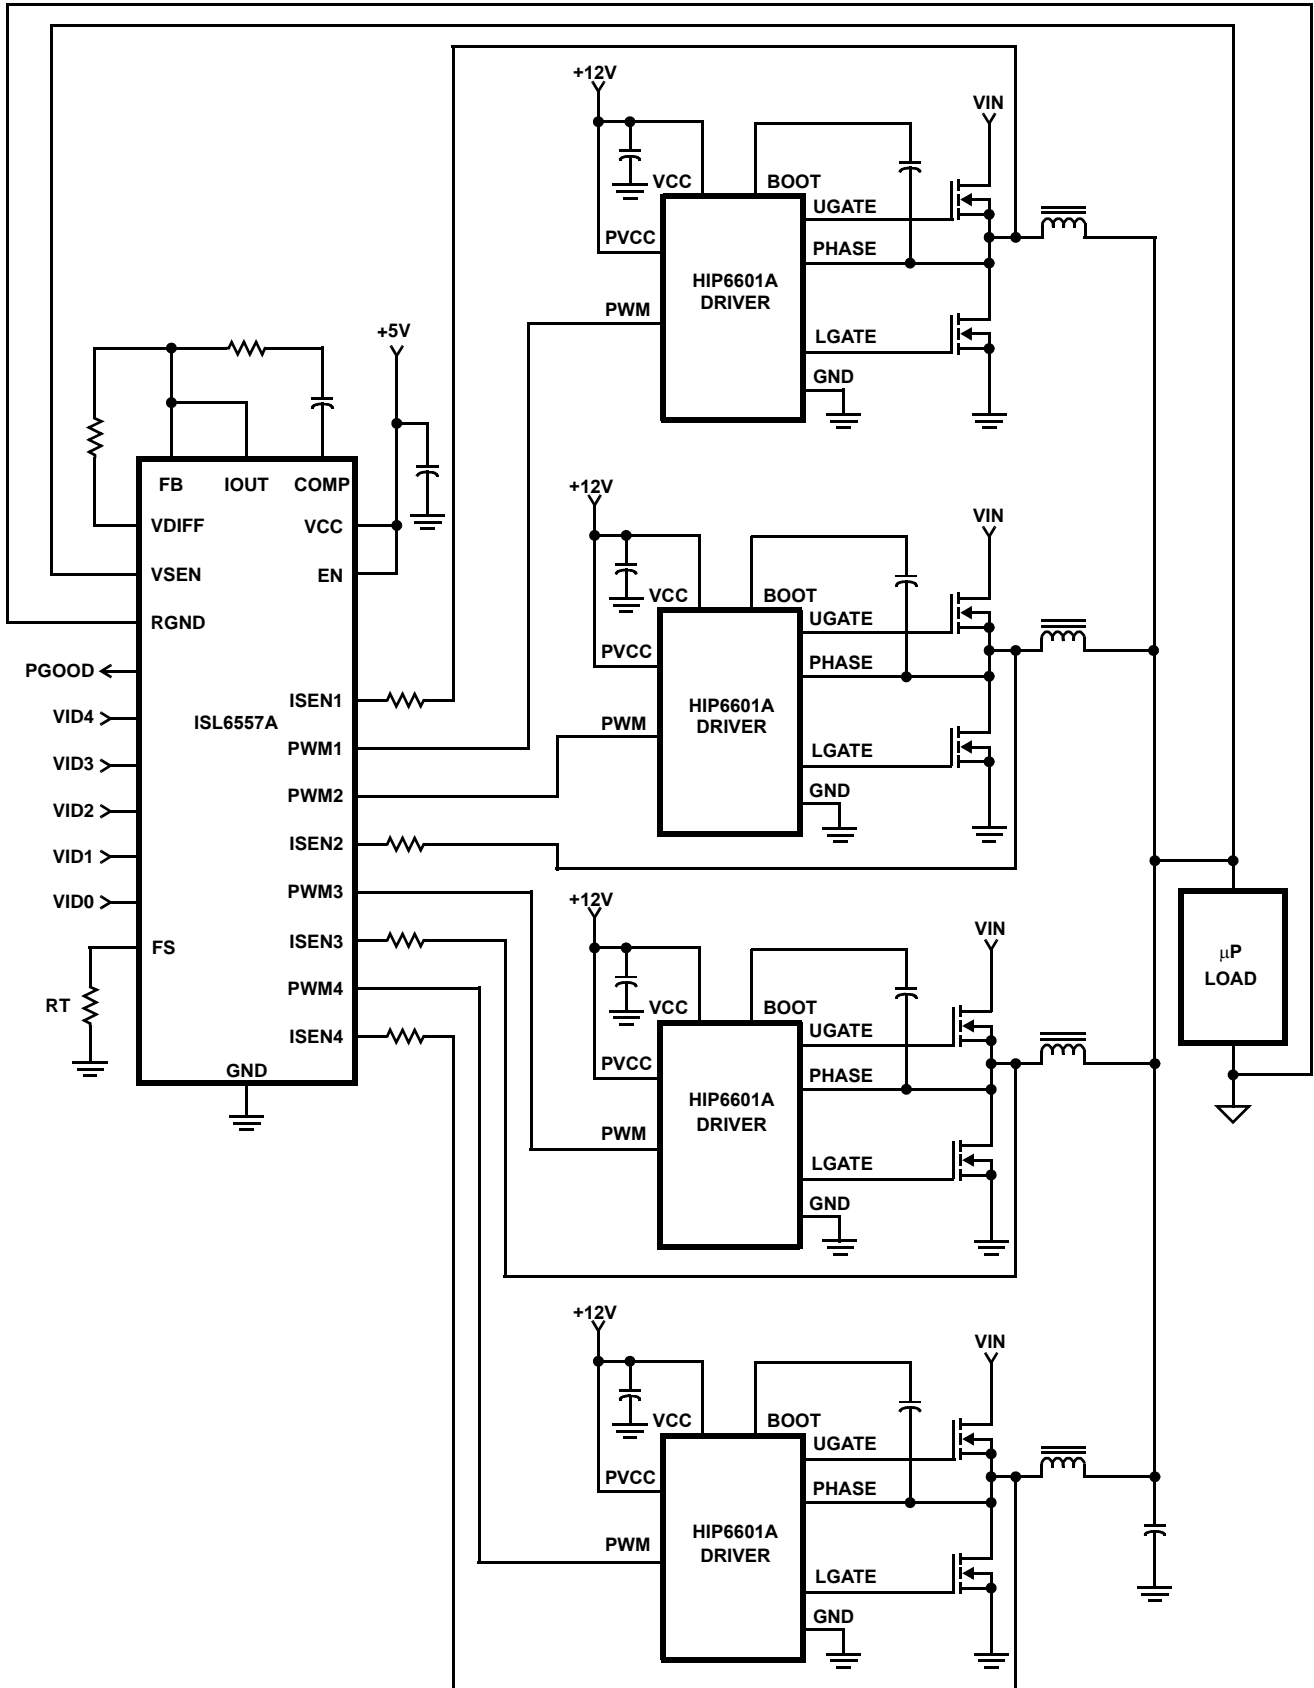 +12V
VIN
VCC
BOOT
UGATE
PVCC
PHASE
HIP6601A
DRIVER
PWM
LGATE
GND
+5V
FB
IOUT
COMP
VDIFF
VCC
VSEN
EN
RGND
PGOOD
ISEN1
VID4
ISL6557A
PWM1
VID3
PWM2
VID2
ISEN2
VID1
PWM3
VID0
ISEN3
FS
PWM4
RT
ISEN4
GND
+12V
VIN
VCC
BOOT
UGATE
PVCC
PHASE
HIP6601A
DRIVER
PWM
LGATE
GND
+12V
VIN
VCC
BOOT
UGATE
PVCC
PHASE
HIP6601A
DRIVER
PWM
LGATE
GND
μP
LOAD
+12V
VIN
VCC
BOOT
UGATE
PVCC
PHASE
HIP6601A
DRIVER
PWM
LGATE
GND